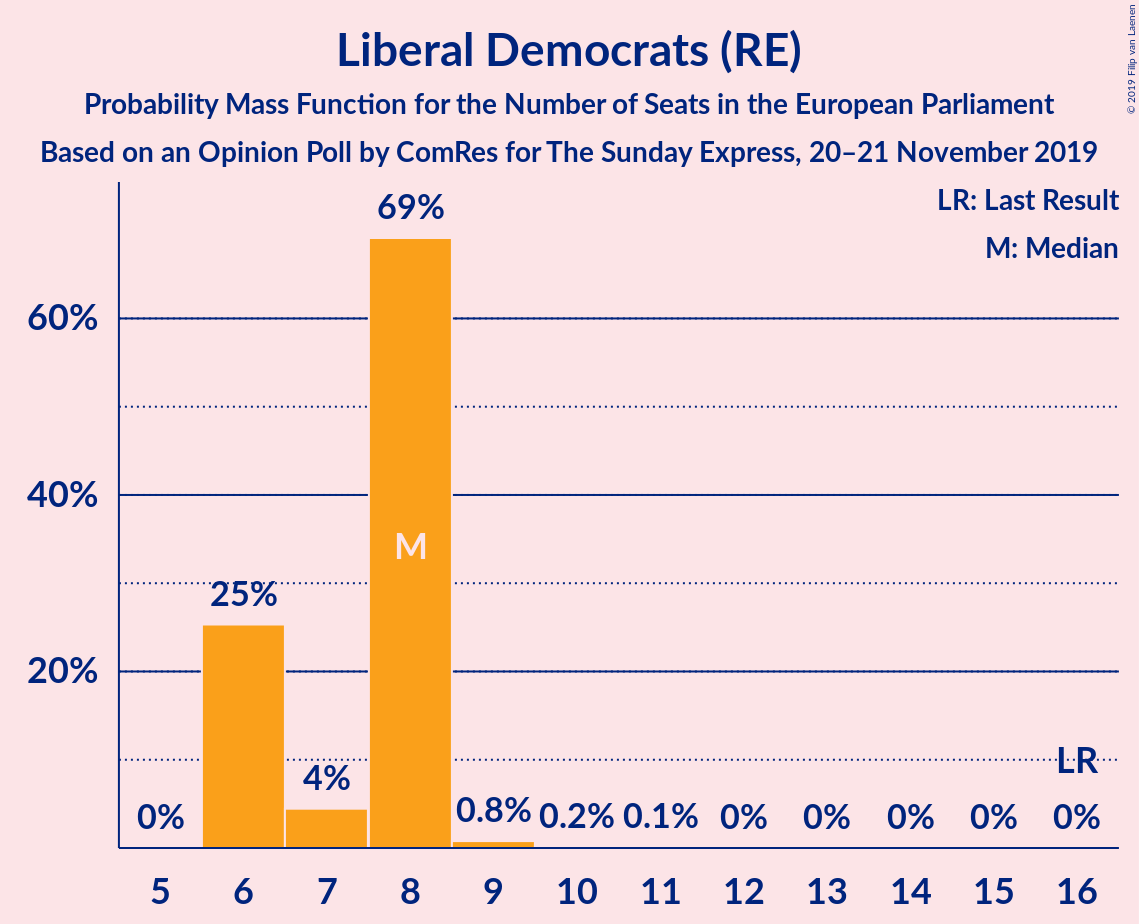 Liberal Democrats (RE)
Probability Mass Function for the Number of Seats in the European Parliament
Based on an Opinion Poll by ComRes for The Sunday Express, 20–21 November 2019
© 2019 Filip van Laenen
LR: Last Result
M: Median
60%
40%
20%
0%
25%
4%
69%
M
0.8%
0.2%
0.1%
0%
0%
0%
0%
LR
0%
5 6 7 8 9 10 11 12 13 14 15 16